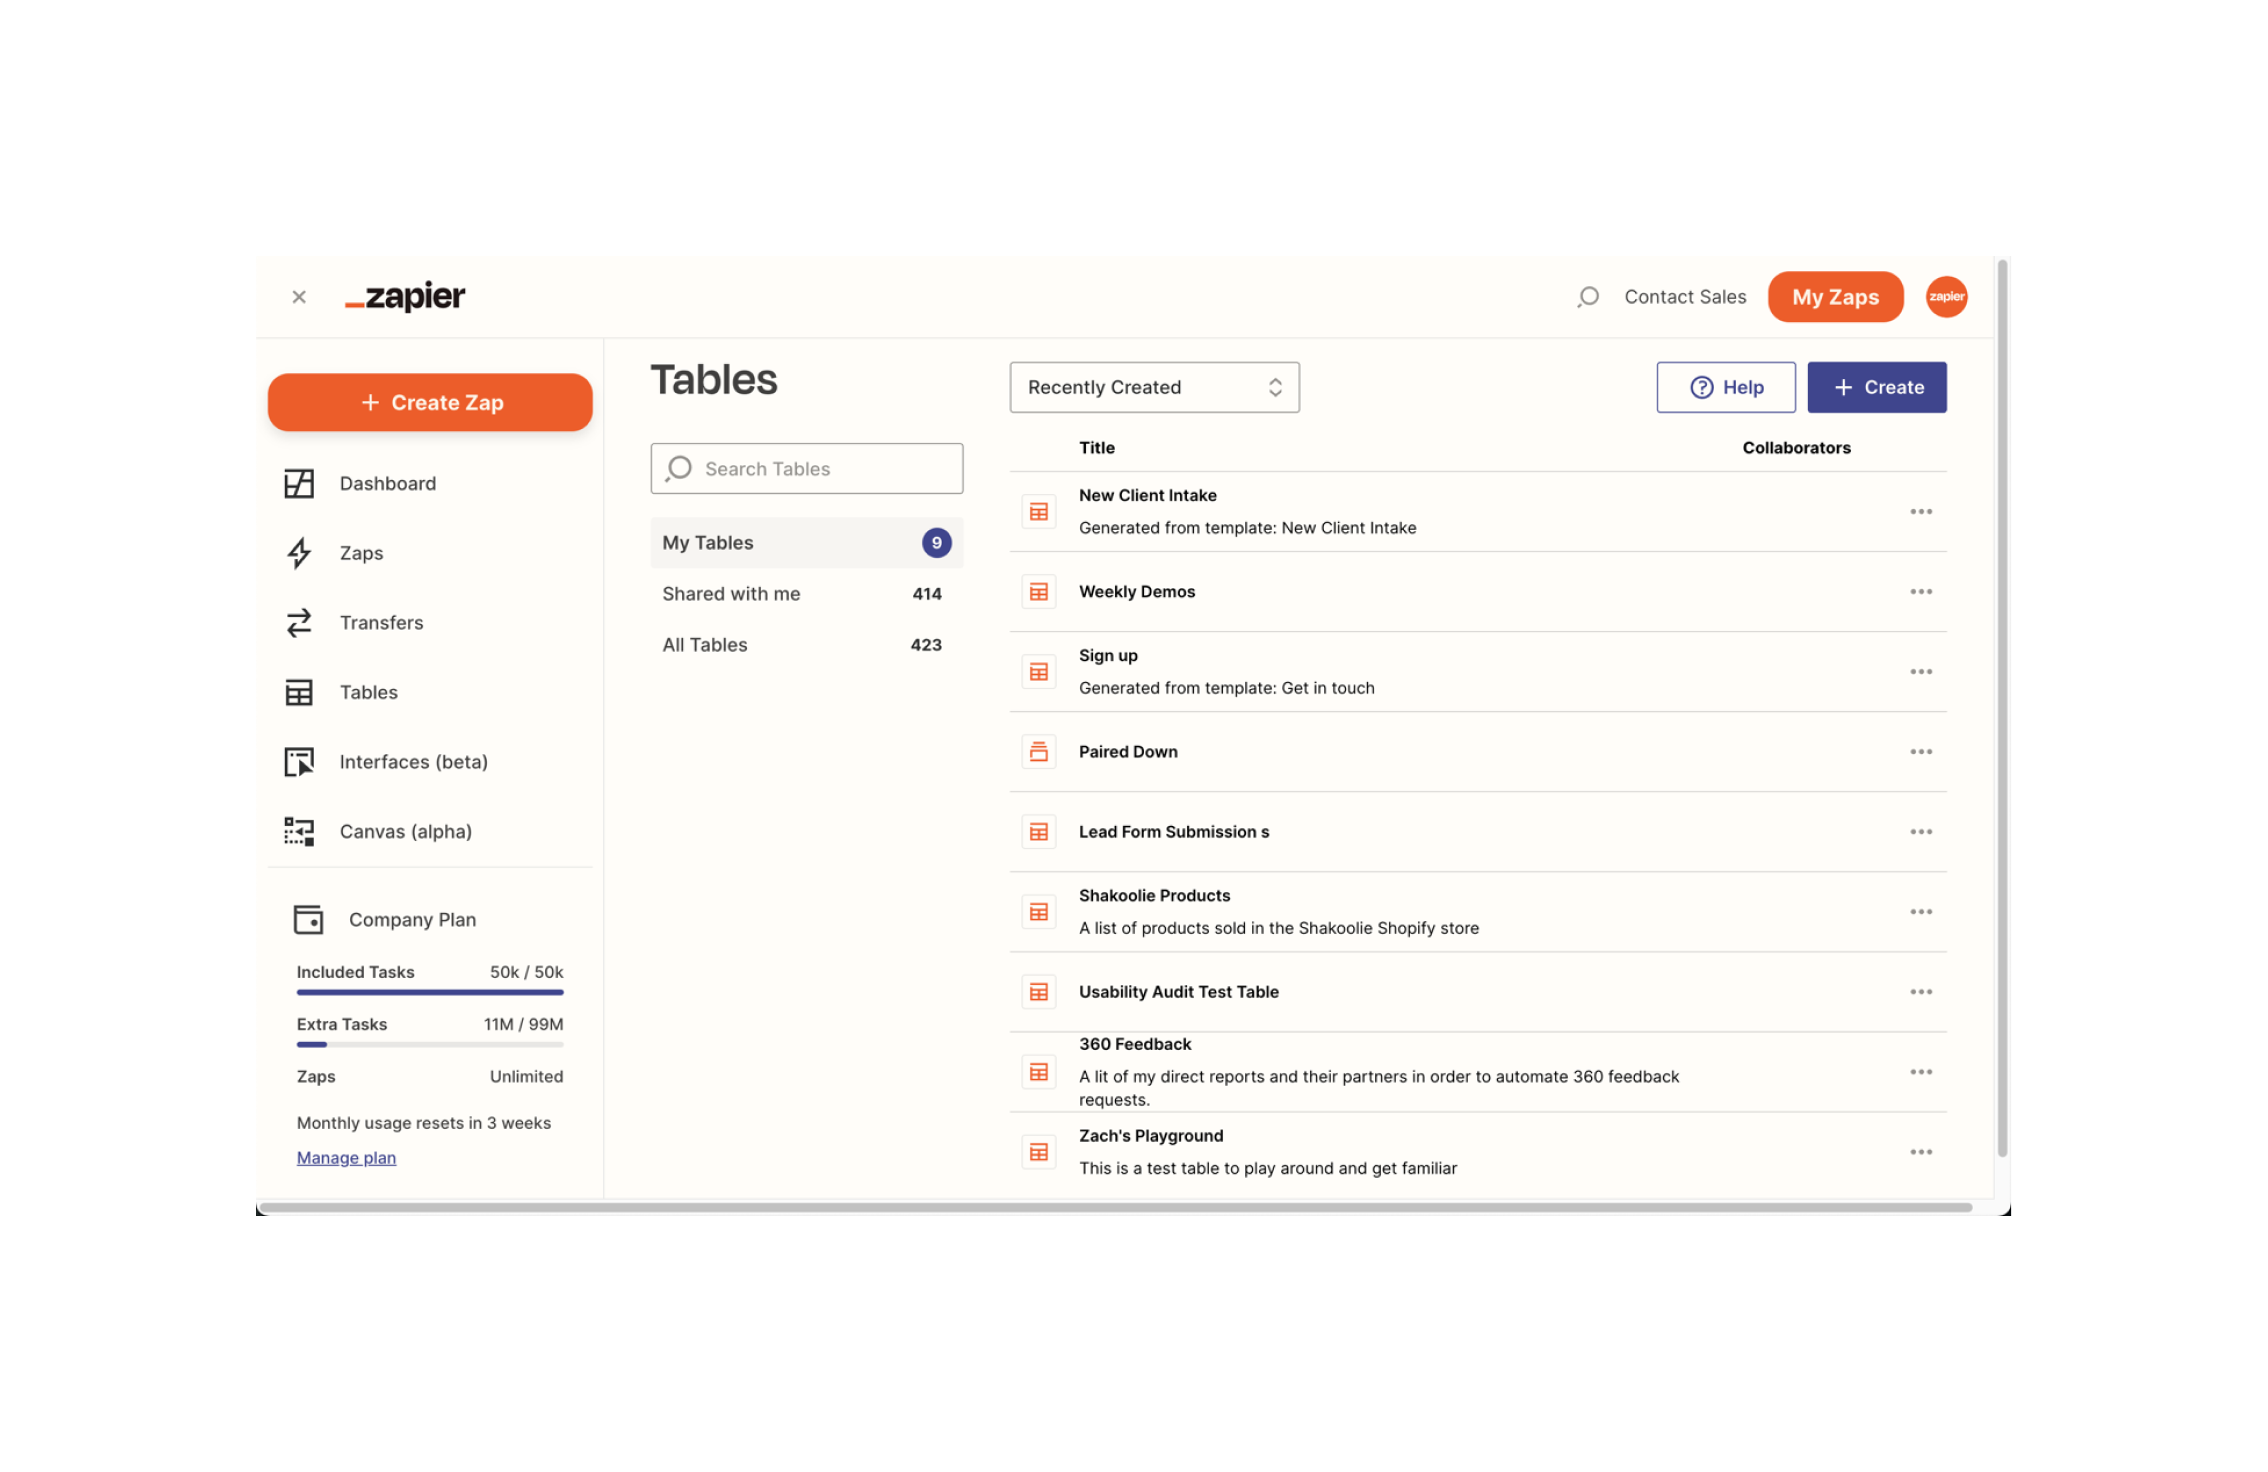 _zapier
Contact Sales
My Zaps
zapier
+ Create Zap
Dashboard
Zaps
Transfers
Tables
Interfaces (beta)
Canvas (alpha)
Company Plan
Included Tasks 50k / 50k
Extra Tasks 11M / 99M
Zaps Unlimited
Monthly usage resets in 3 weeks
Manage plan
Tables
Search Tables
My Tables 9
Shared with me 414
All Tables 423
Recently Created
Help
+ Create
Title Collaborators
New Client Intake
Generated from template: New Client Intake
Weekly Demos
Sign up
Generated from template: Get in touch
Paired Down
Lead Form Submission s
Shakoolie Products
A list of products sold in the Shakoolie Shopify store
Usability Audit Test Table
360 Feedback
A lit of my direct reports and their partners in order to automate 360 feedback
requests.
Zach's Playground
This is a test table to play around and get familiar